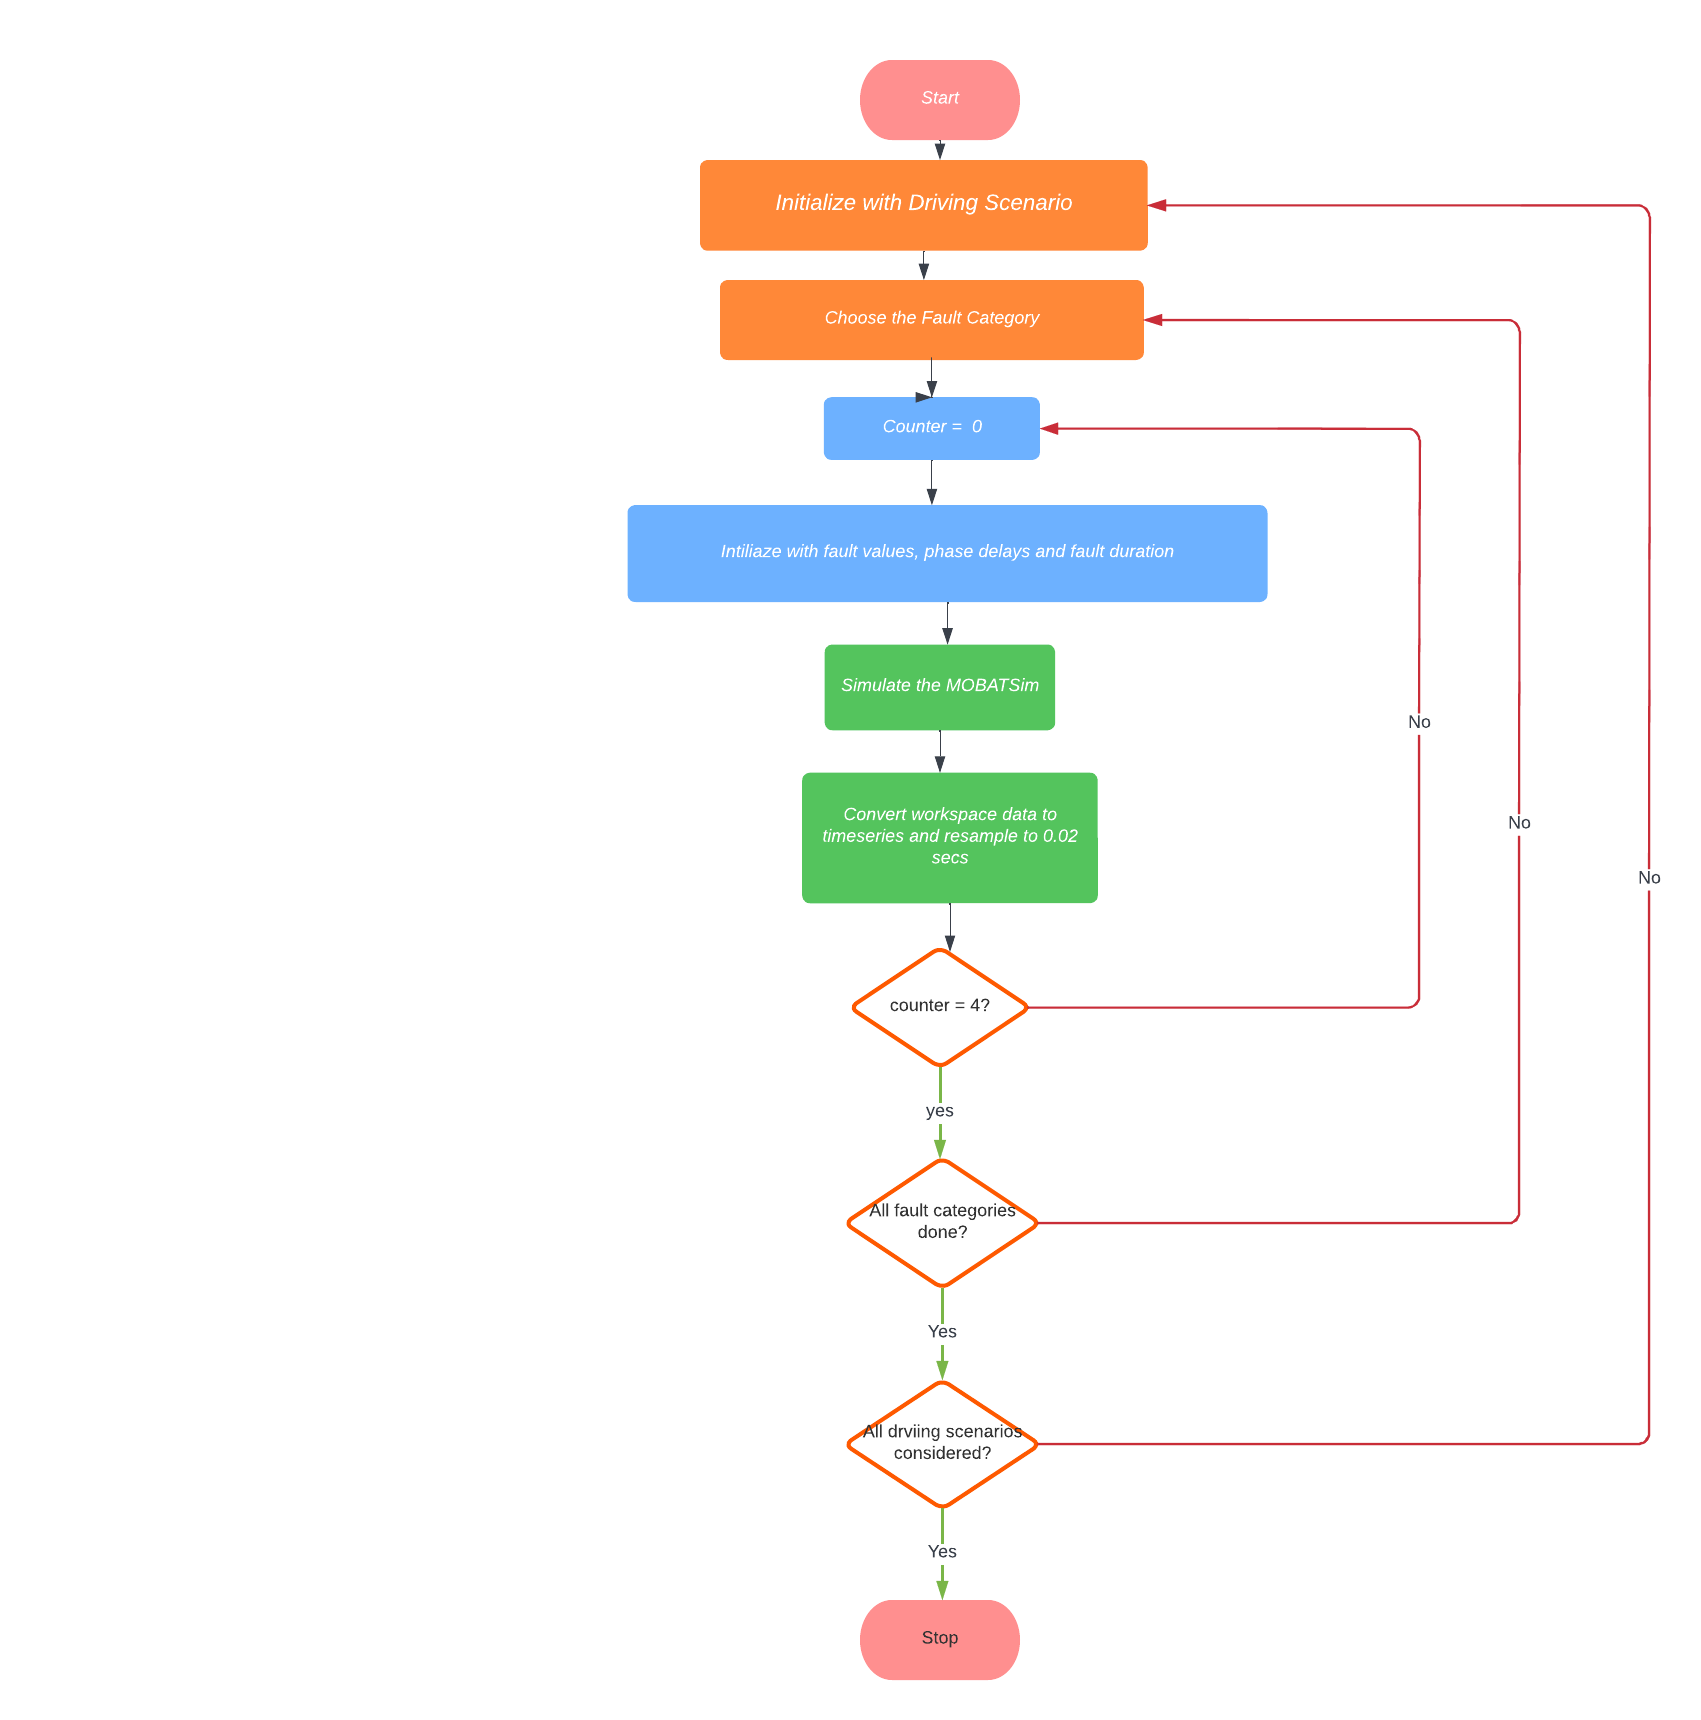 Start
Initialize with Driving Scenario
Choose the Fault Category
Counter =  0
Intiliaze with fault values, phase delays and fault duration
Simulate the MOBATSim
Convert workspace data to
timeseries and resample to 0.02
secs
No
No
No
counter = 4?
yes
All fault categories
done?
Yes
All drviing scenarios
considered?
Yes
Stop